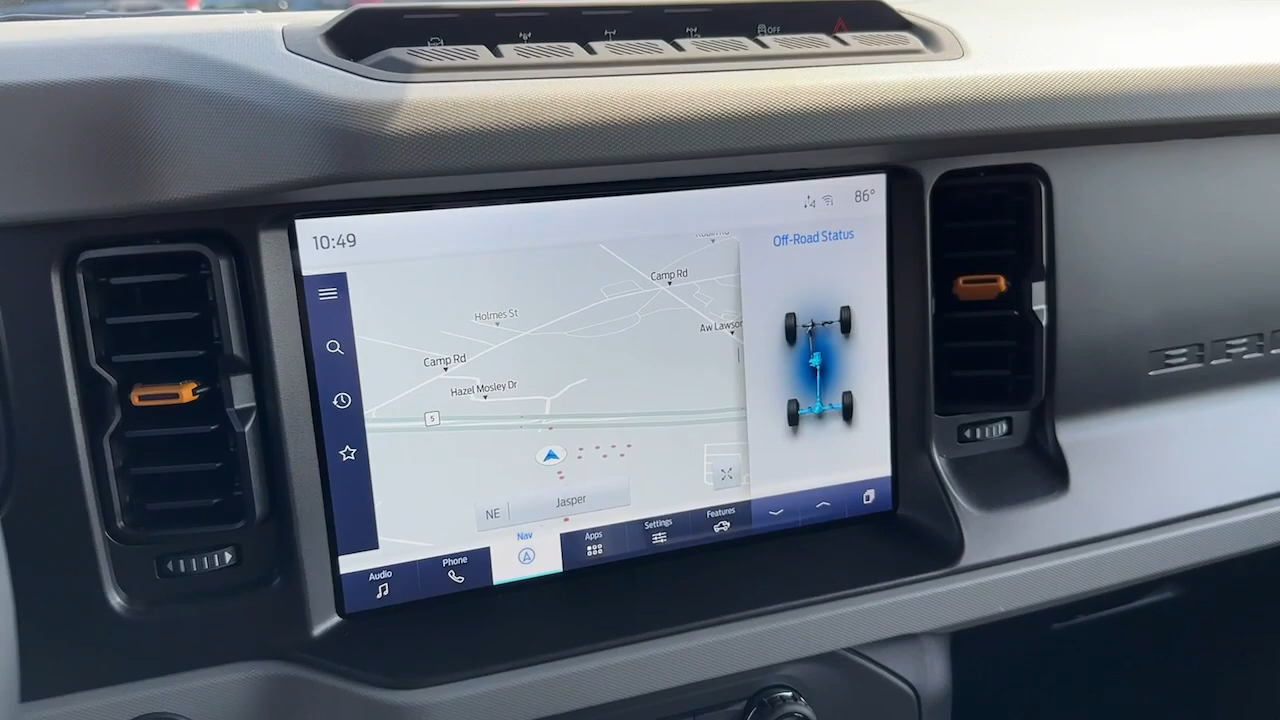 OFF
10:49
86°
Off-Road Status
Camp Rd
Holmes St
Aw Lawson
Camp Rd
Hazel Mosley Dr
5
NE
Jasper
Audio
Phone
Nav
Apps
Settings
Features